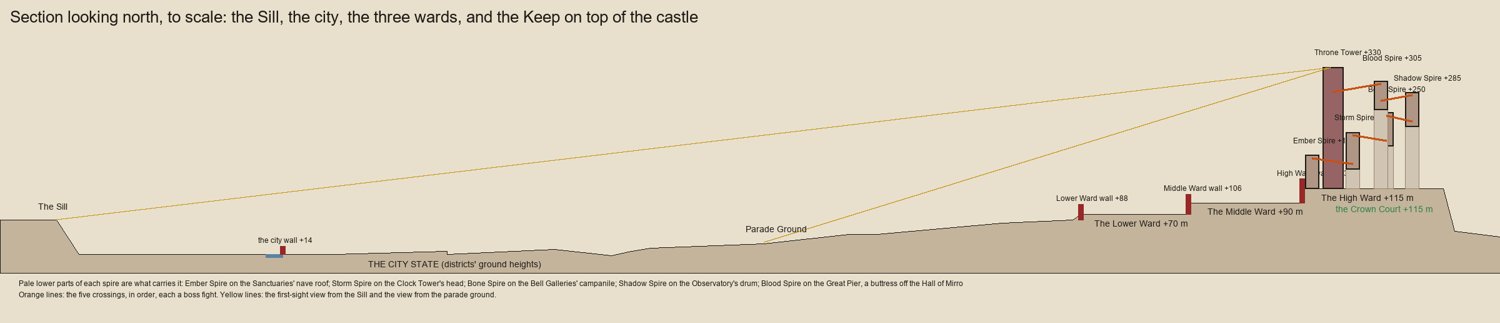 Section looking north, to scale: the Sill, the city, the three wards, and the Keep on top of the castle
Throne Tower +330
Blood Spire +305
Shadow Spire +285
Spire +250
Storm Spire
Ember Spire
High
The Sill
Lower Ward wall +88
Middle Ward wall +106
The High Ward +115 m
the Crown Court +115 m
The Middle Ward +90 m
The Lower Ward +70 m
Parade Ground
the city wall +14
THE CITY STATE (districts' ground heights)
Pale lower parts of each spire are what carries it: Ember Spire on the Sanctuaries' nave roof; Storm Spire on the Clock Tower's head; Bone Spire on the Bell Galleries' campanile; Shadow Spire on the Observatory's drum; Blood Spire on the Great Pier, a buttress off the Hall of Mirro
Orange lines: the five crossings, in order, each a boss fight. Yellow lines: the first-sight view from the Sill and the view from the parade ground.